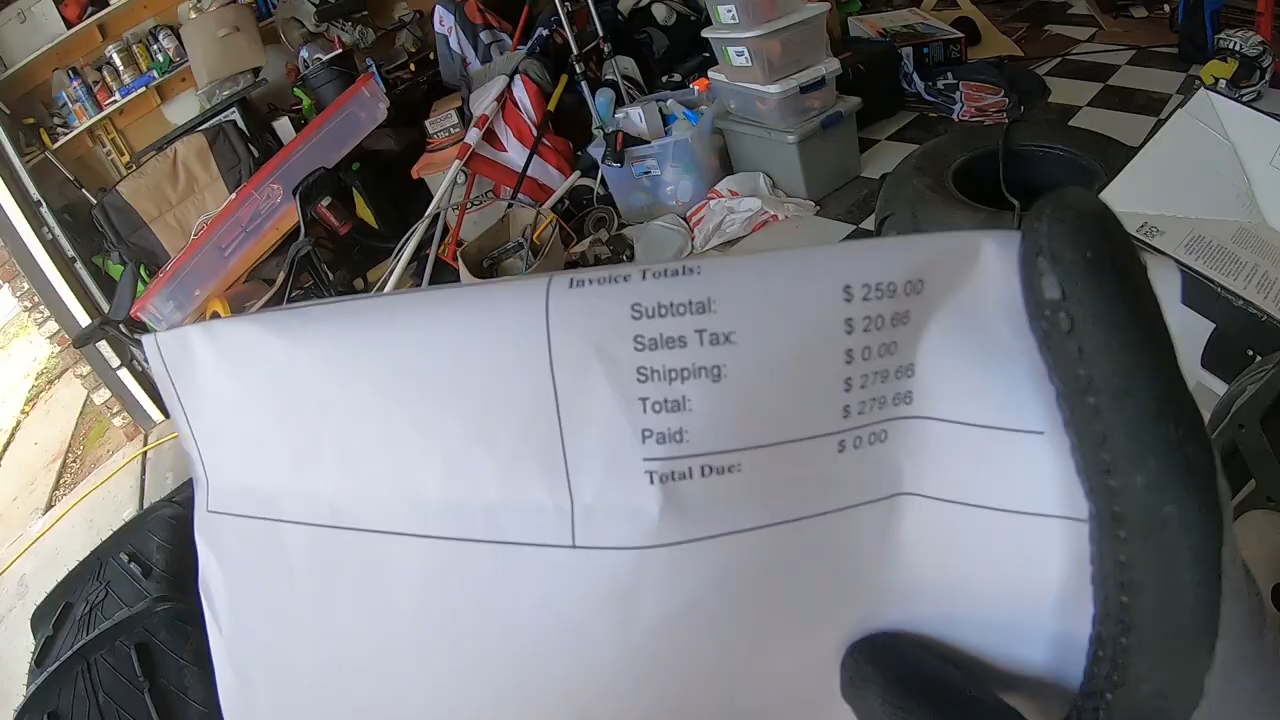 Invoice Totals:
Subtotal: $ 259.00
Sales Tax: $ 20.66
Shipping: $ 0.00
Total: $ 279.66
Paid: $ 279.66
Total Due: $ 0.00
RIDGID